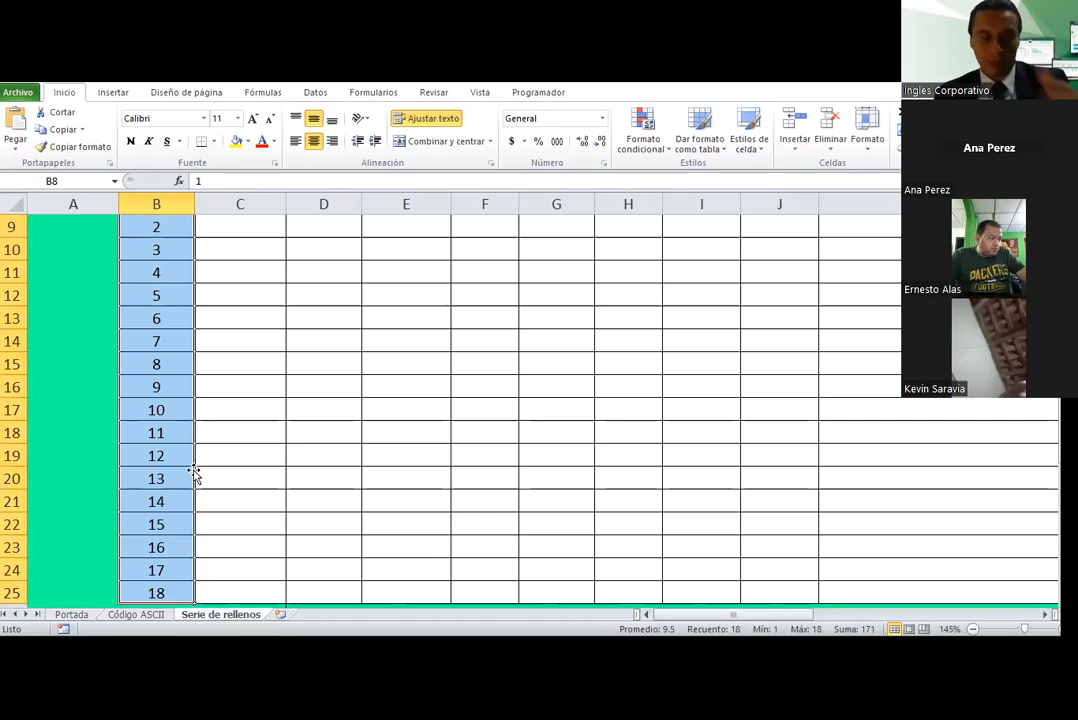 Archivo Inicio Insertar Diseño de página Fórmulas Datos Formularios Revisar Vista Programador
Cortar
Copiar
Copiar formato
Pegar
Portapapeles
Calibri 11
N K S
Fuente
Ajustar texto
Combinar y centrar
Alineación
General
$ % 000
Número
Formato condicional
Dar formato como tabla
Estilos de celda
Estilos
Insertar Eliminar Formato
Celdas
Ingles Corporativo
Ana Perez
Ana Perez
PACKERS
FOOTBALL
Ernesto Alas
Kevin Saravia
B8 fx 1
A B C D E F G H I J
9 2
10 3
11 4
12 5
13 6
14 7
15 8
16 9
17 10
18 11
19 12
20 13
21 14
22 15
23 16
24 17
25 18
Portada Código ASCII Serie de rellenos
Listo Promedio: 9.5 Recuento: 18 Mín: 1 Máx: 18 Suma: 171 145%